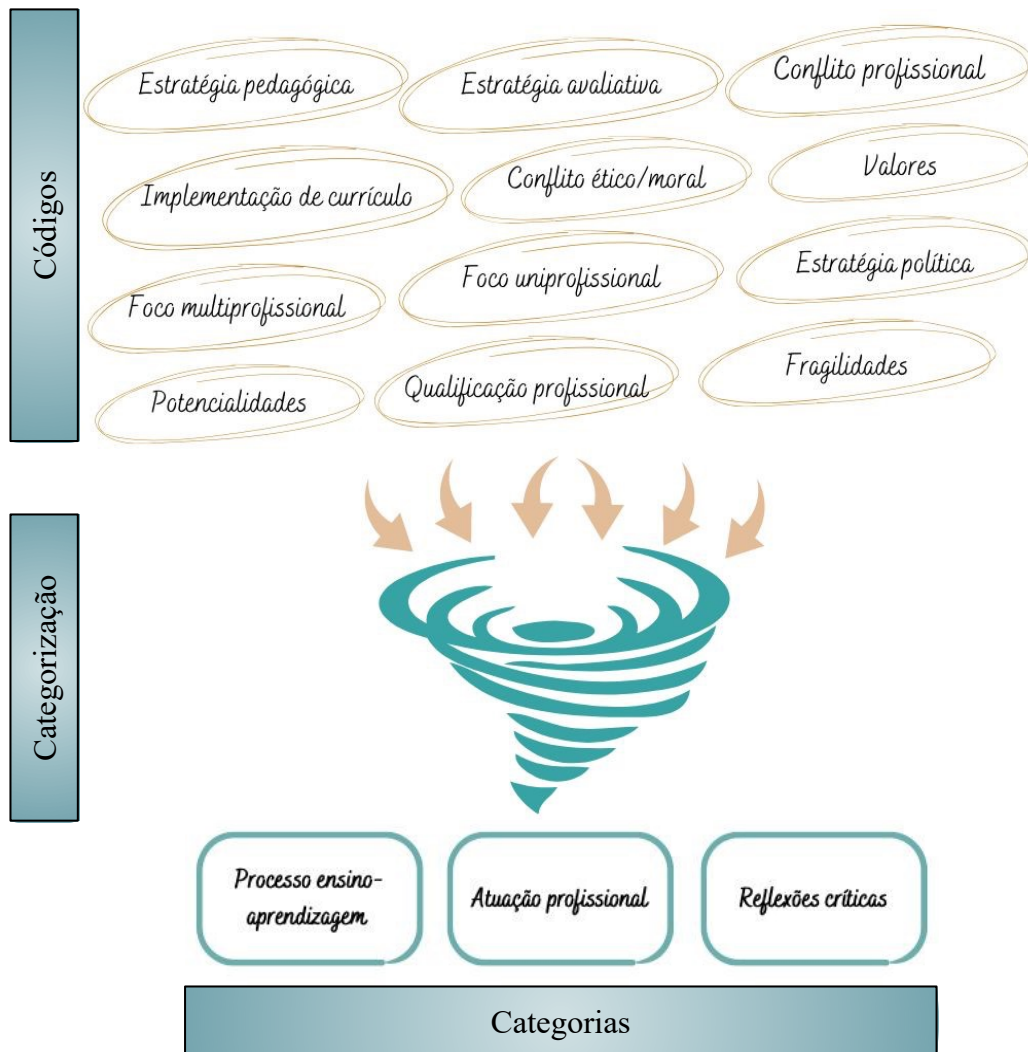 Códigos
Estratégia pedagógica
Estratégia avaliativa
Conflito profissional
Implementação de currículo
Conflito ético/moral
Valores
Foco multiprofissional
Foco uniprofissional
Estratégia política
Potencialidades
Qualificação profissional
Fragilidades
Categorização
Processo ensino-
aprendizagem
Atuação profissional
Reflexões críticas
Categorias